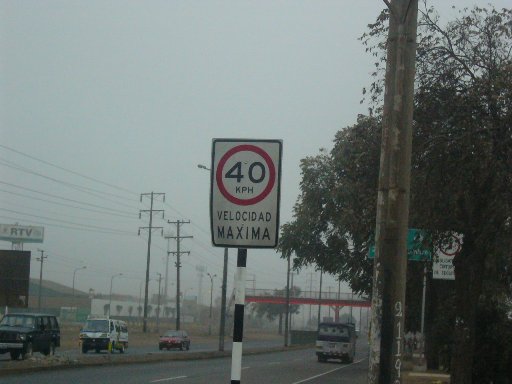 40
KPH
VELOCIDAD
MAXIMA
RTV